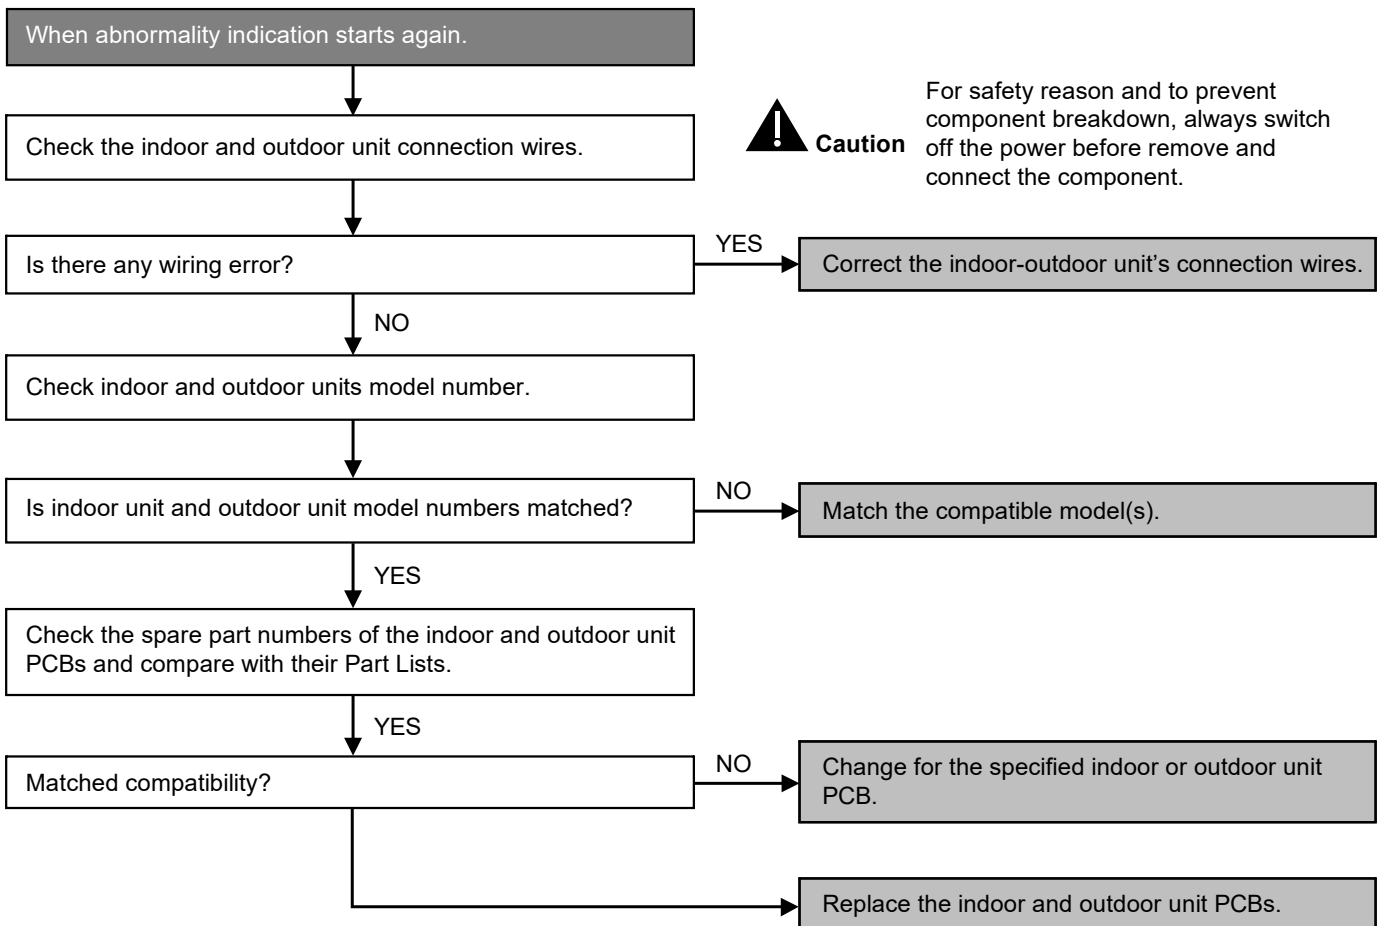 When abnormality indication starts again.
Check the indoor and outdoor unit connection wires.
Caution
For safety reason and to prevent
component breakdown, always switch
off the power before remove and
connect the component.
Is there any wiring error?
YES
Correct the indoor-outdoor unit’s connection wires.
NO
Check indoor and outdoor units model number.
Is indoor unit and outdoor unit model numbers matched?
NO
Match the compatible model(s).
YES
Check the spare part numbers of the indoor and outdoor unit
PCBs and compare with their Part Lists.
YES
Matched compatibility?
NO
Change for the specified indoor or outdoor unit
PCB.
Replace the indoor and outdoor unit PCBs.